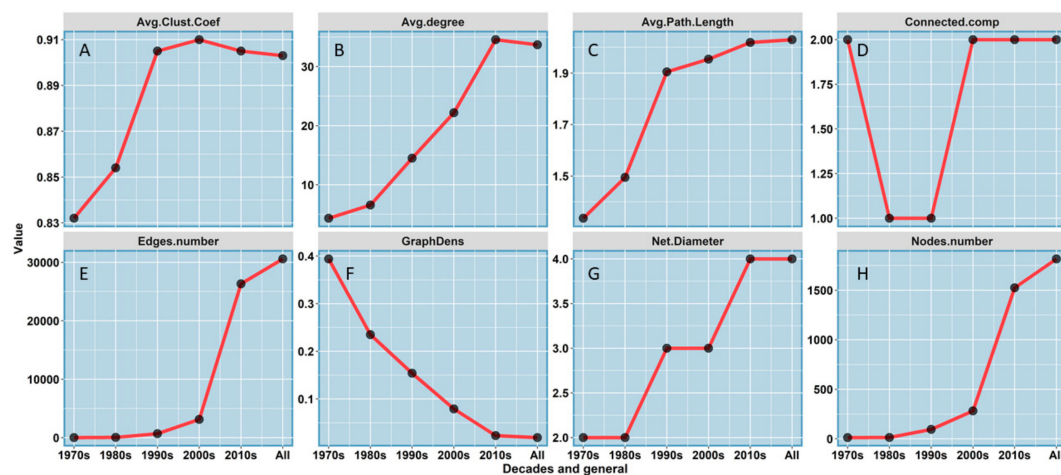 Avg.Clust.Coef Avg.degree Avg.Path.Length Connected.comp
A B C D
0.91 0.89 0.87 0.85 0.83
30 20 10
1.9 1.7 1.5
2.00 1.75 1.50 1.25 1.00
Value
Edges.number GraphDens Net.Diameter Nodes.number
E F G H
30000 20000 10000 0
0.4 0.3 0.2 0.1
4.0 3.5 3.0 2.5 2.0
1500 1000 500 0
1970s 1980s 1990s 2000s 2010s All
1970s 1980s 1990s 2000s 2010s All
1970s 1980s 1990s 2000s 2010s All
1970s 1980s 1990s 2000s 2010s All
Decades and general